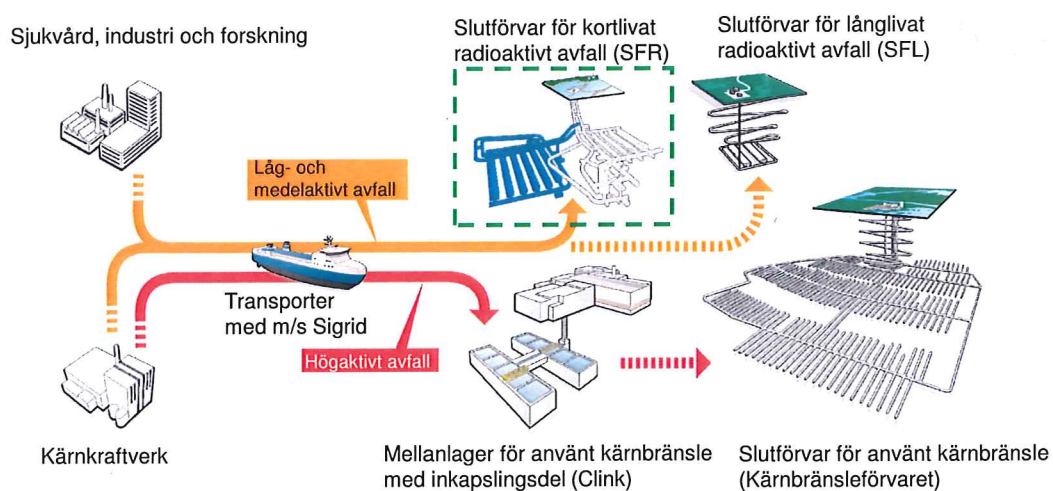 Sjukvård, industri och forskning
Slutförvar för kortlivat
radioaktivt avfall (SFR)
Slutförvar för långlivat
radioaktivt avfall (SFL)
Låg- och
medelaktivt avfall
Transporter
med m/s Sigrid
Högaktivt avfall
Kärnkraftverk
Mellanlager för använt kärnbränsle
med inkapslingsdel (Clink)
Slutförvar för använt kärnbränsle
(Kärnbränsleförvaret)